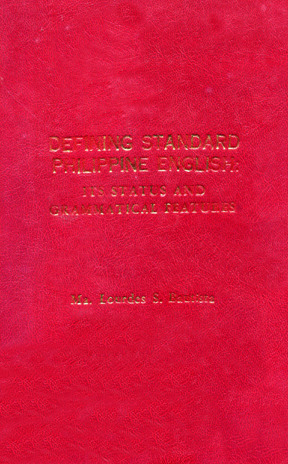 DEFINING STANDARD
PHILIPPINE ENGLISH:
ITS STATUS AND
GRAMMATICAL FEATURES
Ma. Lourdes S. Bautista